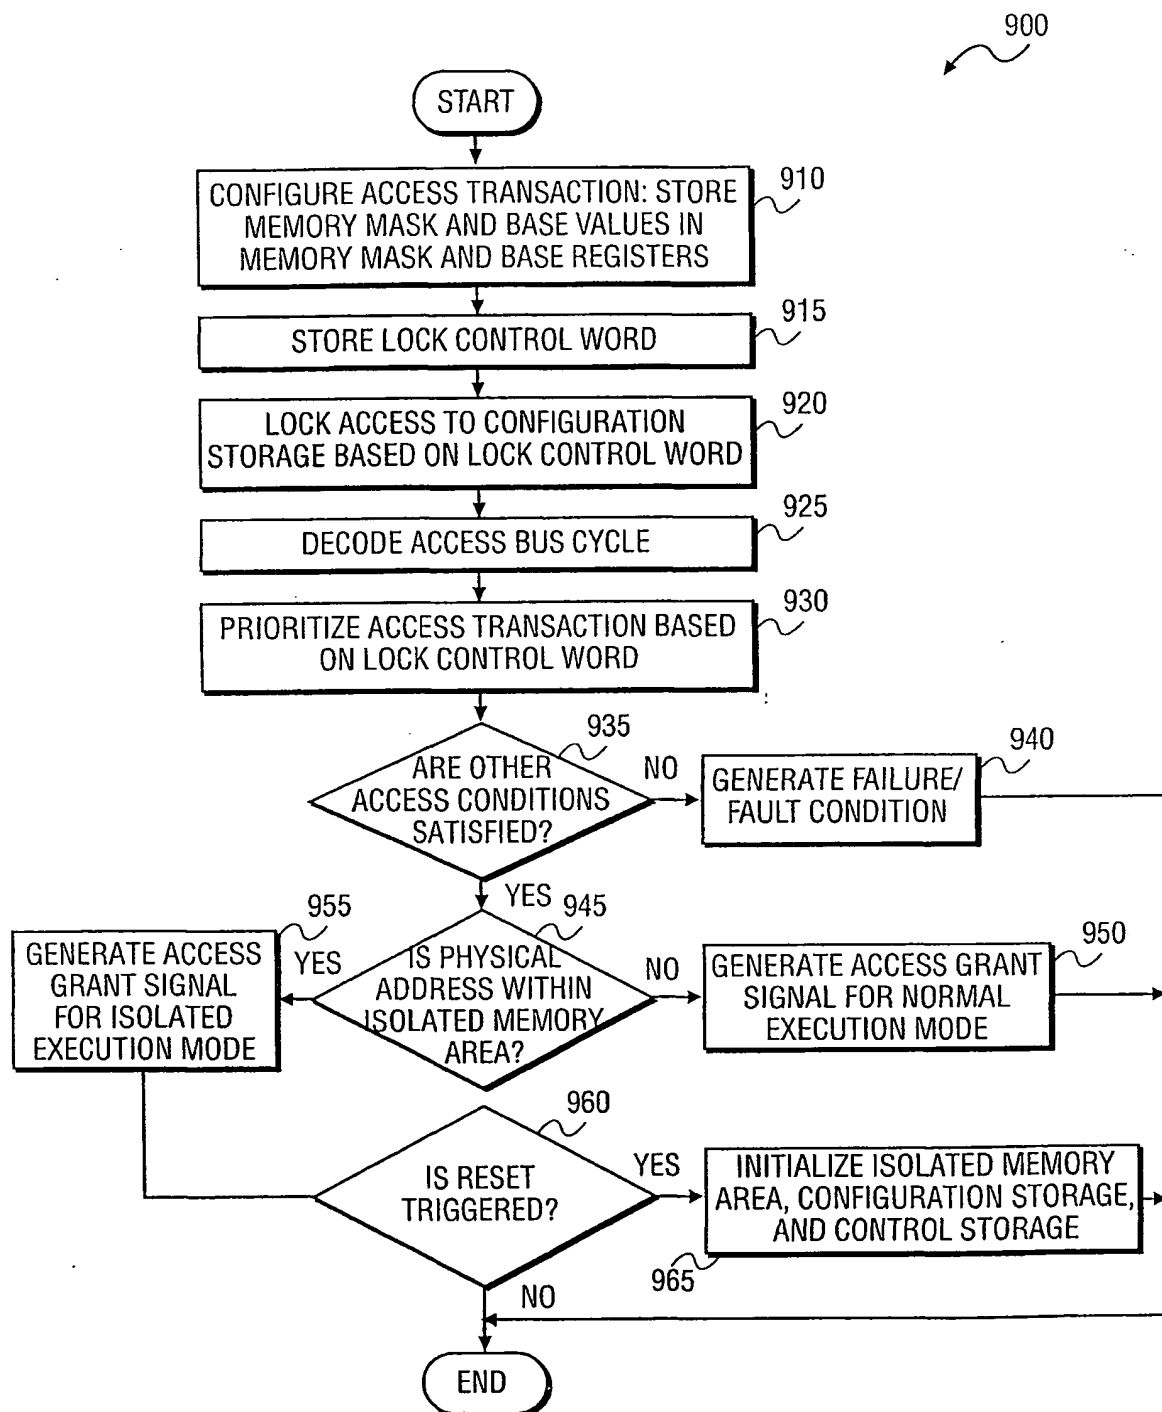 900
START
CONFIGURE ACCESS TRANSACTION: STORE
MEMORY MASK AND BASE VALUES IN
MEMORY MASK AND BASE REGISTERS
910
STORE LOCK CONTROL WORD
915
LOCK ACCESS TO CONFIGURATION
STORAGE BASED ON LOCK CONTROL WORD
920
DECODE ACCESS BUS CYCLE
925
PRIORITIZE ACCESS TRANSACTION BASED
ON LOCK CONTROL WORD
930
ARE OTHER
ACCESS CONDITIONS
SATISFIED?
935
NO
GENERATE FAILURE/
FAULT CONDITION
940
YES
IS PHYSICAL
ADDRESS WITHIN
ISOLATED MEMORY
AREA?
945
YES
GENERATE ACCESS
GRANT SIGNAL
FOR ISOLATED
EXECUTION MODE
955
NO
GENERATE ACCESS GRANT
SIGNAL FOR NORMAL
EXECUTION MODE
950
IS RESET
TRIGGERED?
960
YES
INITIALIZE ISOLATED MEMORY
AREA, CONFIGURATION STORAGE,
AND CONTROL STORAGE
965
NO
END